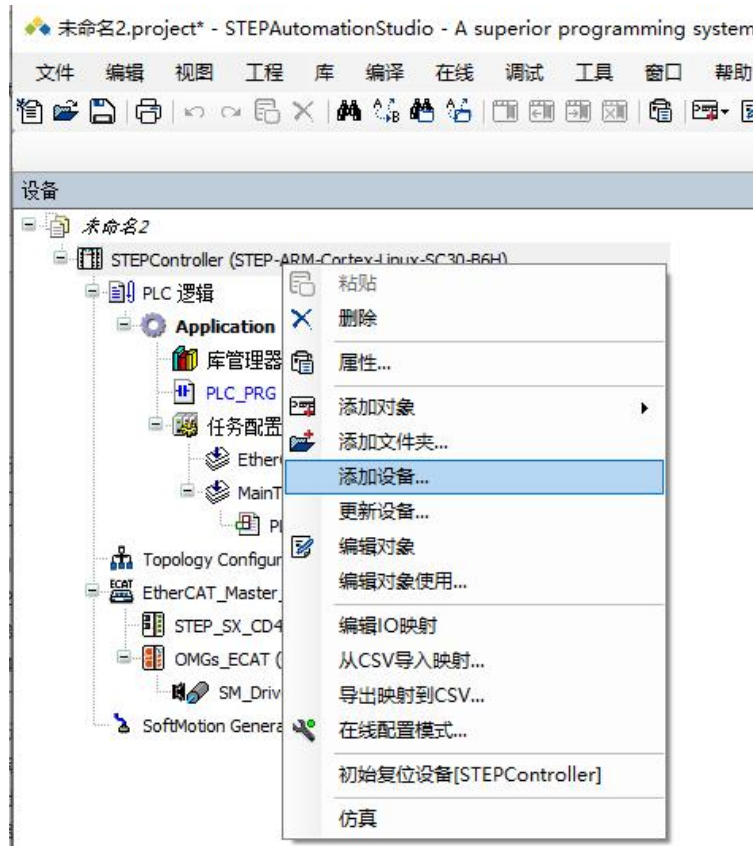 未命名2.project* - STEPAutomationStudio - A superior programming system
文件 编辑 视图 工程 库 编译 在线 调试 工具 窗口 帮助
设备
未命名2
STEPController (STEP-ARM-Cortex-Linux-SC30-B6H)
PLC 逻辑
Application
库管理器
PLC_PRG
任务配置
Ether
MainT
Pl
Topology Configur
EtherCAT_Master_
STEP_SX_CD4
OMGs_ECAT (
SM_Driv
SoftMotion Genera
粘贴
删除
属性...
添加对象
添加文件夹...
添加设备...
更新设备...
编辑对象
编辑对象使用...
编辑IO映射
从CSV导入映射...
导出映射到CSV...
在线配置模式...
初始复位设备[STEPController]
仿真